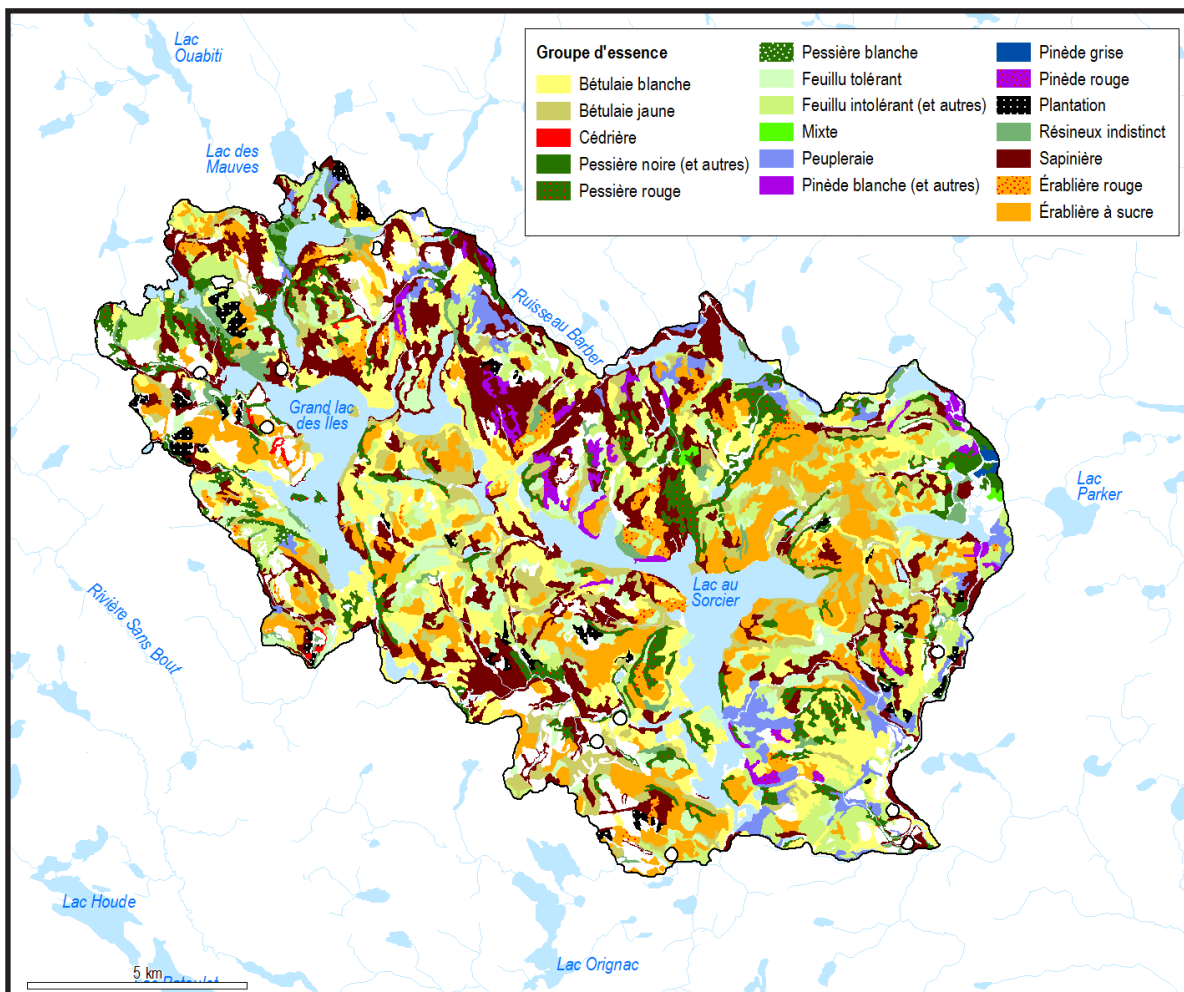 Lac
Ouabiti
Lac des
Mauves
Groupe d'essence
Bétulaie blanche
Bétulaie jaune
Cédrière
Pessière noire (et autres)
Pessière rouge
Pessière blanche
Feuillu tolérant
Feuillu intolérant (et autres)
Mixte
Peupleraie
Pinède blanche (et autres)
Pinède grise
Pinède rouge
Plantation
Résineux indistinct
Sapinière
Érablière rouge
Érablière à sucre
Ruisseau Barber
Grand lac
des Iles
Lac
Parker
Lac au
Sorcier
Rivière Sans Bout
Lac Houde
Lac Orignac
5 km